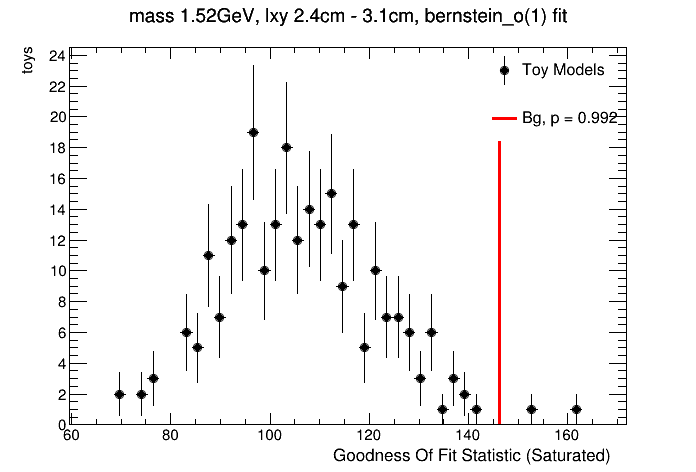 mass 1.52GeV, lxy 2.4cm - 3.1cm, bernstein_o(1) fit
toys
24
22
20
18
16
14
12
10
8
6
4
2
0
Toy Models
Bg, p = 0.992
60 80 100 120 140 160
Goodness Of Fit Statistic (Saturated)